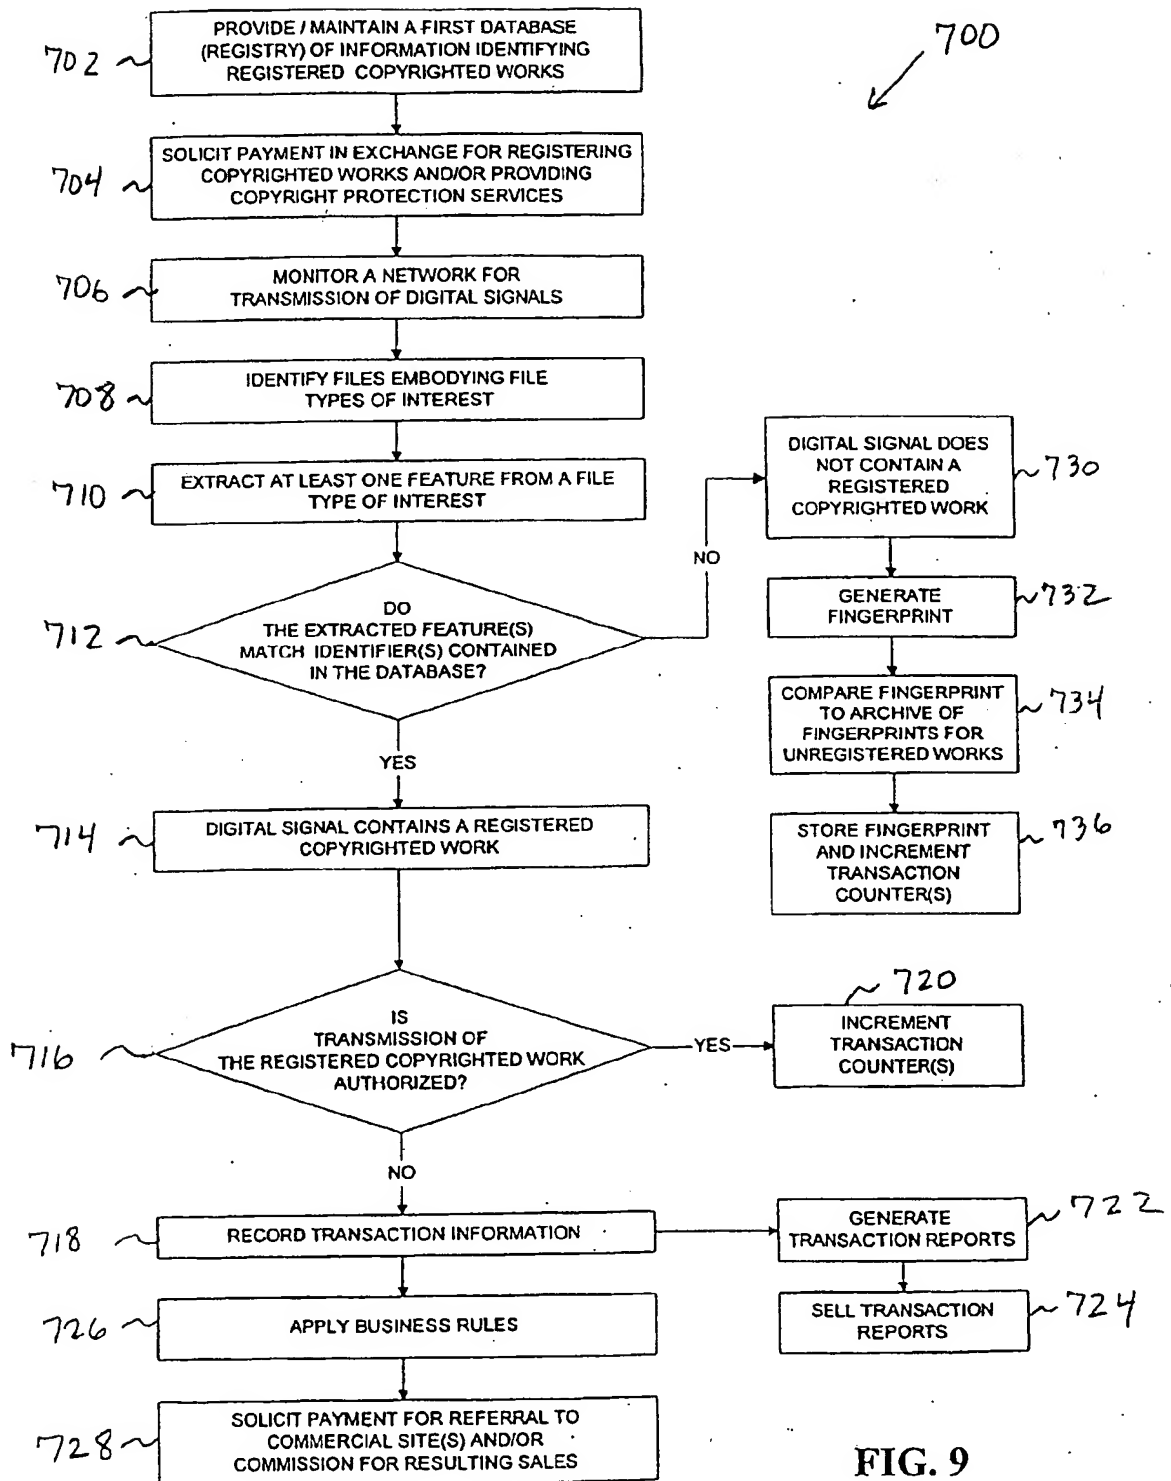 700
702
PROVIDE / MAINTAIN A FIRST DATABASE
(REGISTRY) OF INFORMATION IDENTIFYING
REGISTERED COPYRIGHTED WORKS
704
SOLICIT PAYMENT IN EXCHANGE FOR REGISTERING
COPYRIGHTED WORKS AND/OR PROVIDING
COPYRIGHT PROTECTION SERVICES
706
MONITOR A NETWORK FOR
TRANSMISSION OF DIGITAL SIGNALS
708
IDENTIFY FILES EMBODYING FILE
TYPES OF INTEREST
710
EXTRACT AT LEAST ONE FEATURE FROM A FILE
TYPE OF INTEREST
712
DO
THE EXTRACTED FEATURE(S)
MATCH IDENTIFIER(S) CONTAINED
IN THE DATABASE?
NO
DIGITAL SIGNAL DOES
NOT CONTAIN A
REGISTERED
COPYRIGHTED WORK
730
GENERATE
FINGERPRINT
732
COMPARE FINGERPRINT
TO ARCHIVE OF
FINGERPRINTS FOR
UNREGISTERED WORKS
734
STORE FINGERPRINT
AND INCREMENT
TRANSACTION
COUNTER(S)
736
YES
714
DIGITAL SIGNAL CONTAINS A REGISTERED
COPYRIGHTED WORK
716
IS
TRANSMISSION OF
THE REGISTERED COPYRIGHTED WORK
AUTHORIZED?
YES
720
INCREMENT
TRANSACTION
COUNTER(S)
NO
718
RECORD TRANSACTION INFORMATION
GENERATE
TRANSACTION REPORTS
722
SELL TRANSACTION
REPORTS
724
726
APPLY BUSINESS RULES
728
SOLICIT PAYMENT FOR REFERRAL TO
COMMERCIAL SITE(S) AND/OR
COMMISSION FOR RESULTING SALES
FIG. 9